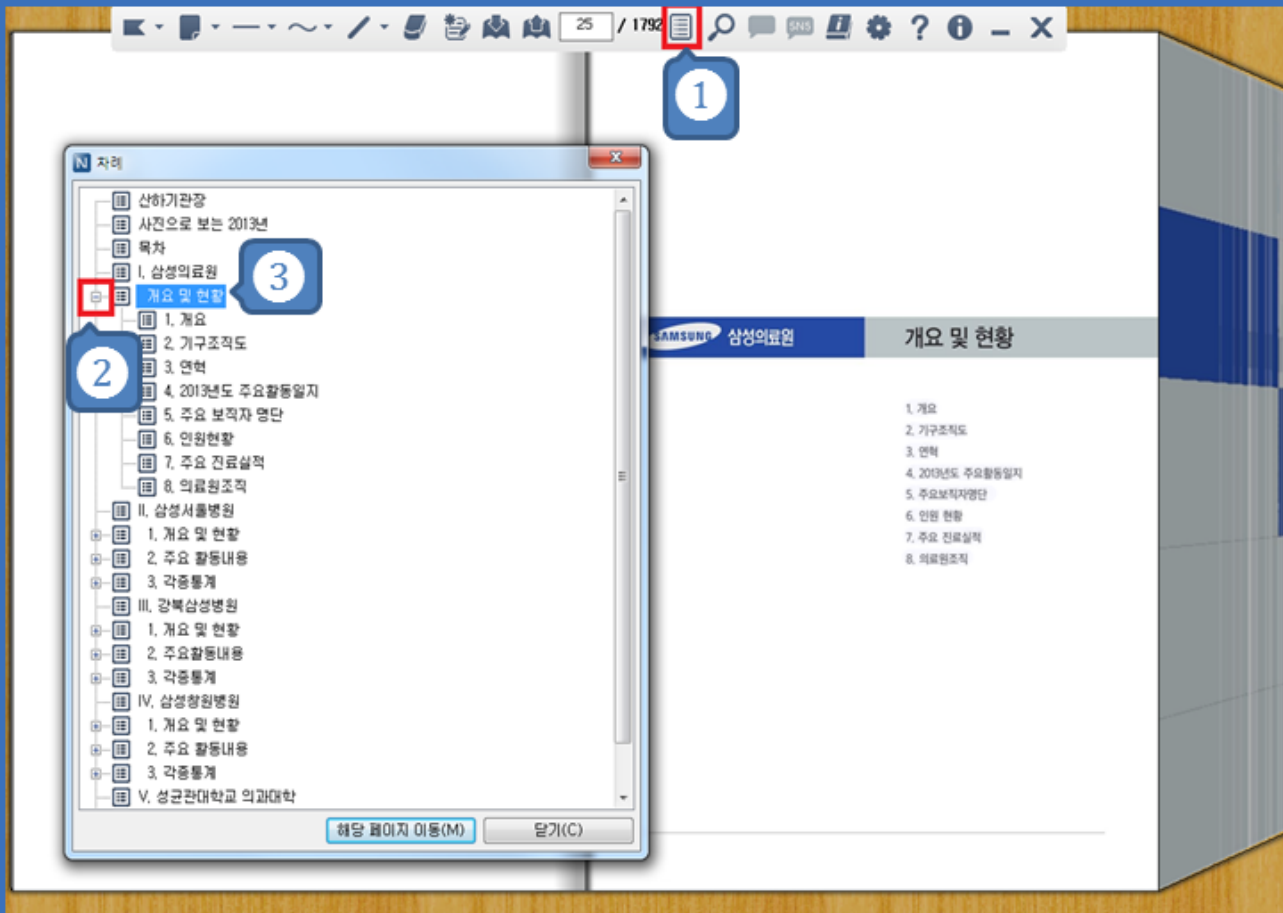 25 / 1792 SNS ?
1
차례
산하기관장
사진으로 보는 2013년
목차
I. 삼성의료원
개요 및 현황
3
1. 개요
2. 기구조직도
3. 연혁
2
4. 2013년도 주요활동일지
5. 주요 보직자 명단
6. 인원현황
7. 주요 진료실적
8. 의료원조직
II. 삼성서울병원
1. 개요 및 현황
2. 주요 활동내용
3. 각종통계
III. 강북삼성병원
1. 개요 및 현황
2. 주요활동내용
3. 각종통계
IV. 삼성창원병원
1. 개요 및 현황
2. 주요 활동내용
3. 각종통계
V. 성균관대학교 의과대학
해당 페이지 이동(M) 닫기(C)
SAMSUNG 삼성의료원 개요 및 현황
1. 개요
2. 기구조직도
3. 연혁
4. 2013년도 주요활동일지
5. 주요보직자명단
6. 인원 현황
7. 주요 진료실적
8. 의료원조직